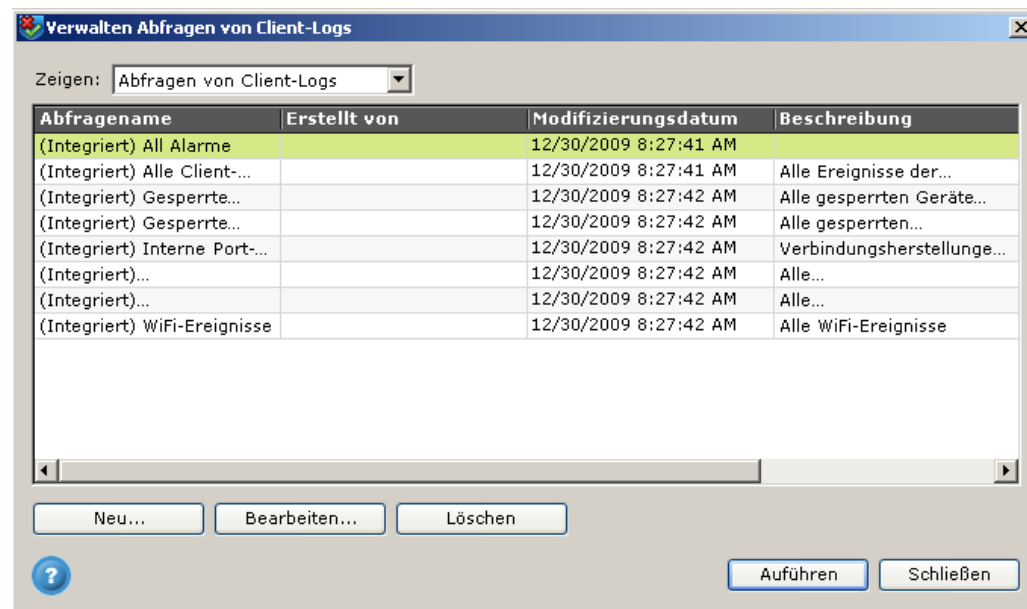 Verwalten Abfragen von Client-Logs
Zeigen: Abfragen von Client-Logs
Abfragename Erstellt von Modifizierungsdatum Beschreibung
(Integriert) All Alarme 12/30/2009 8:27:41 AM
(Integriert) Alle Client-... 12/30/2009 8:27:41 AM Alle Ereignisse der...
(Integriert) Gesperrte... 12/30/2009 8:27:42 AM Alle gesperrten Geräte...
(Integriert) Gesperrte... 12/30/2009 8:27:42 AM Alle gesperrten...
(Integriert) Interne Port-... 12/30/2009 8:27:42 AM Verbindungsherstellunge...
(Integriert)... 12/30/2009 8:27:42 AM Alle...
(Integriert)... 12/30/2009 8:27:42 AM Alle...
(Integriert) WiFi-Ereignisse 12/30/2009 8:27:42 AM Alle WiFi-Ereignisse
Neu... Bearbeiten... Löschen
? Auführen Schließen